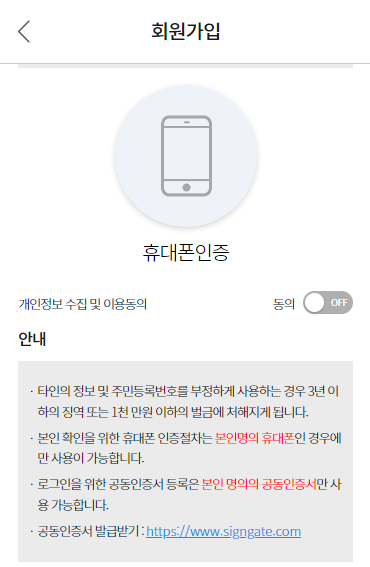 회원가입
휴대폰인증
개인정보 수집 및 이용동의 동의 OFF
안내
· 타인의 정보 및 주민등록번호를 부정하게 사용하는 경우 3년 이
하의 징역 또는 1천 만원 이하의 벌금에 처해지게 됩니다.
· 본인 확인을 위한 휴대폰 인증절차는 본인명의 휴대폰인 경우에
만 사용이 가능합니다.
· 로그인을 위한 공동인증서 등록은 본인 명의의 공동인증서만 사
용 가능합니다.
· 공동인증서 발급받기 : https://www.signgate.com